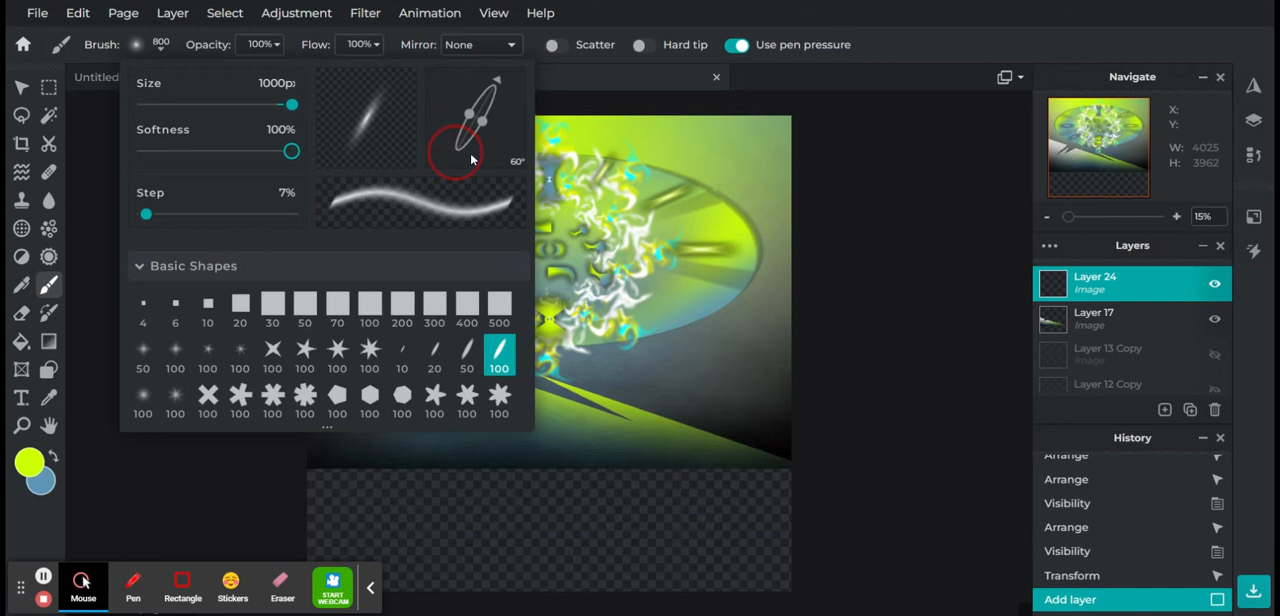 File Edit Page Layer Select Adjustment Filter Animation View Help
Brush: 800 Opacity: 100% Flow: 100% Mirror: None Scatter Hard tip Use pen pressure
Untitled
Size 1000px
Softness 100%
60°
Step 7%
Basic Shapes
4 6 10 20 30 50 70 100 200 300 400 500
50 100 100 100 100 100 100 100 10 20 50 100
100 100 100 100 100 100 100 100 100 100 100 100
Navigate
X:
Y:
W: 4025
H: 3962
15%
Layers
Layer 24
Image
Layer 17
Image
Layer 13 Copy
Image
Layer 12 Copy
History
Arrange
Arrange
Visibility
Arrange
Visibility
Transform
Add layer
Mouse Pen Rectangle Stickers Eraser START WEBCAM